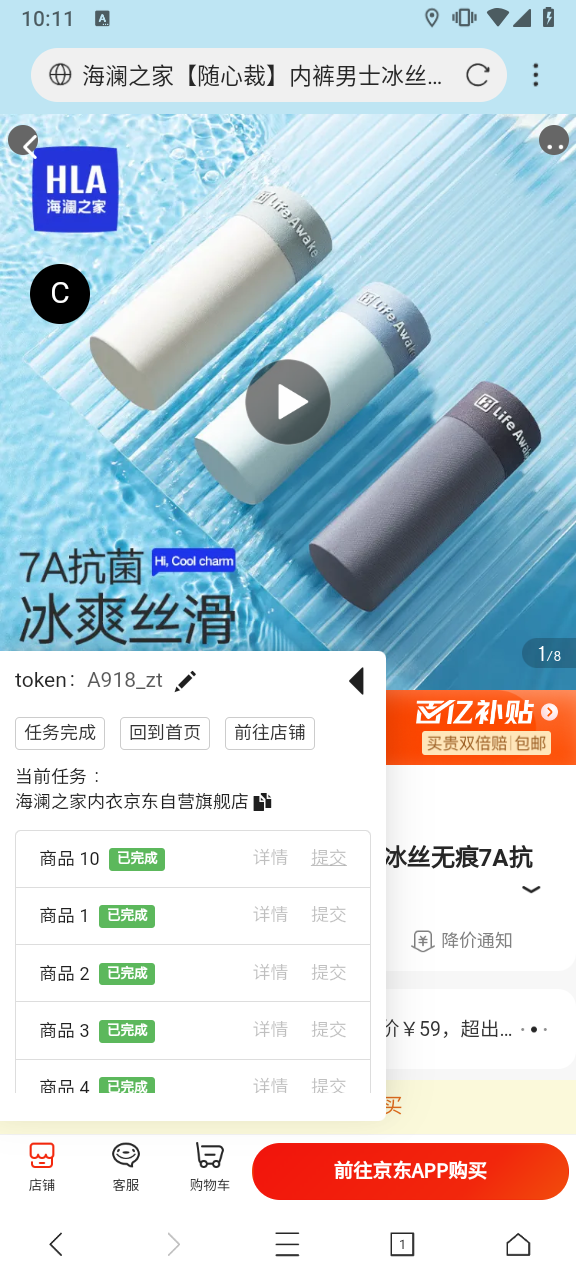 10:11
A
海澜之家【随心裁】内裤男士冰丝...
HLA
海澜之家
C
Life Awake
Life Awake
Life Awa
7A抗菌 Hi, Cool charm
冰爽丝滑
1/8
token: A918_zt
百亿补贴
任务完成 回到首页 前往店铺
买贵双倍赔 | 包邮
当前任务：
海澜之家内衣京东自营旗舰店
商品 10 已完成 详情 提交
冰丝无痕7A抗
商品 1 已完成 详情 提交
降价通知
商品 2 已完成 详情 提交
商品 3 已完成 详情 提交
价￥59，超出...
商品 4 已完成 详情 提交
买
店铺 客服 购物车 前往京东APP购买
1